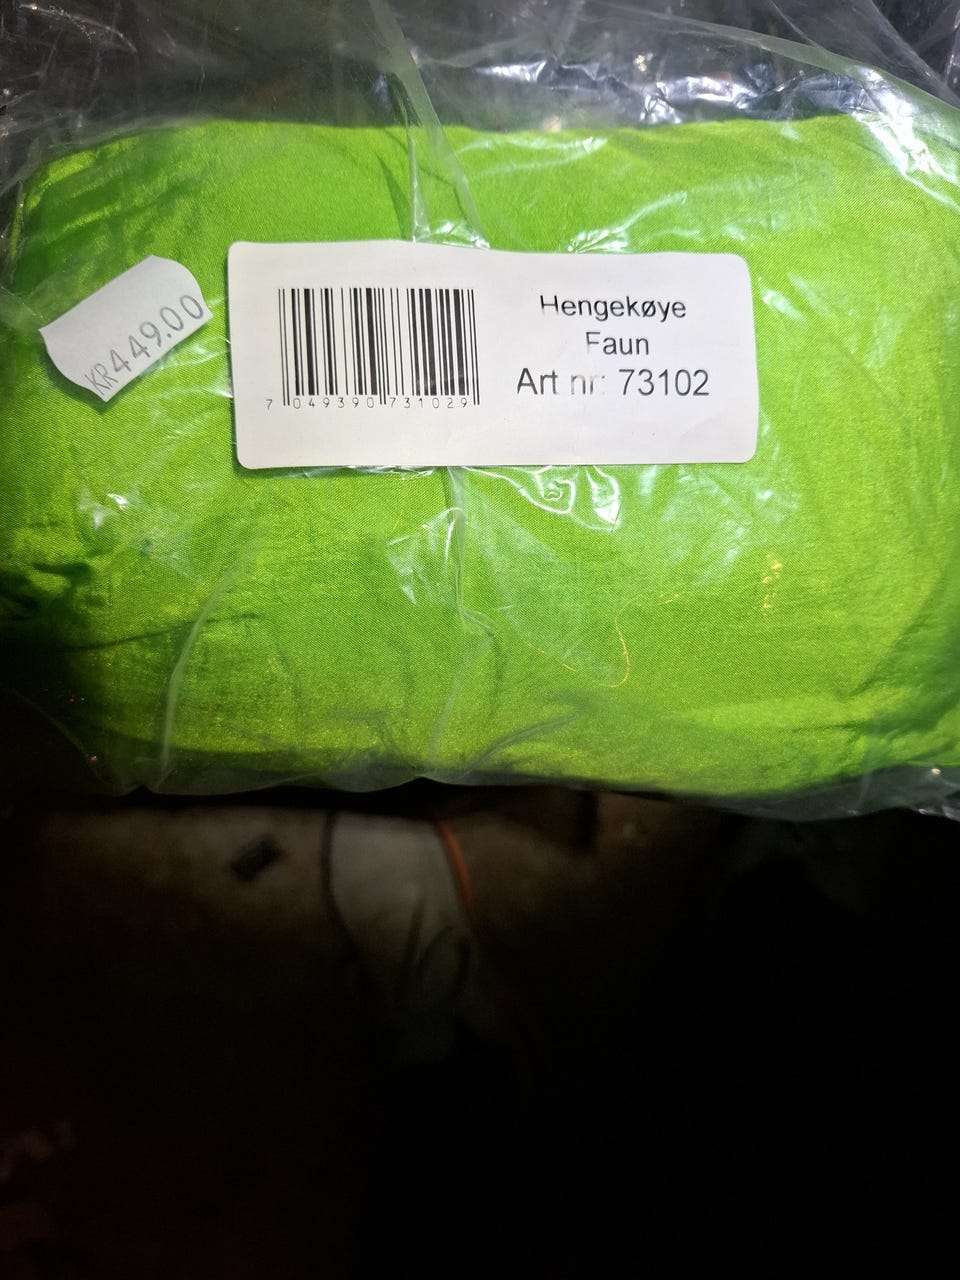 KR449.00
Hengekøye
Faun
Art nr: 73102
7 049390 731029